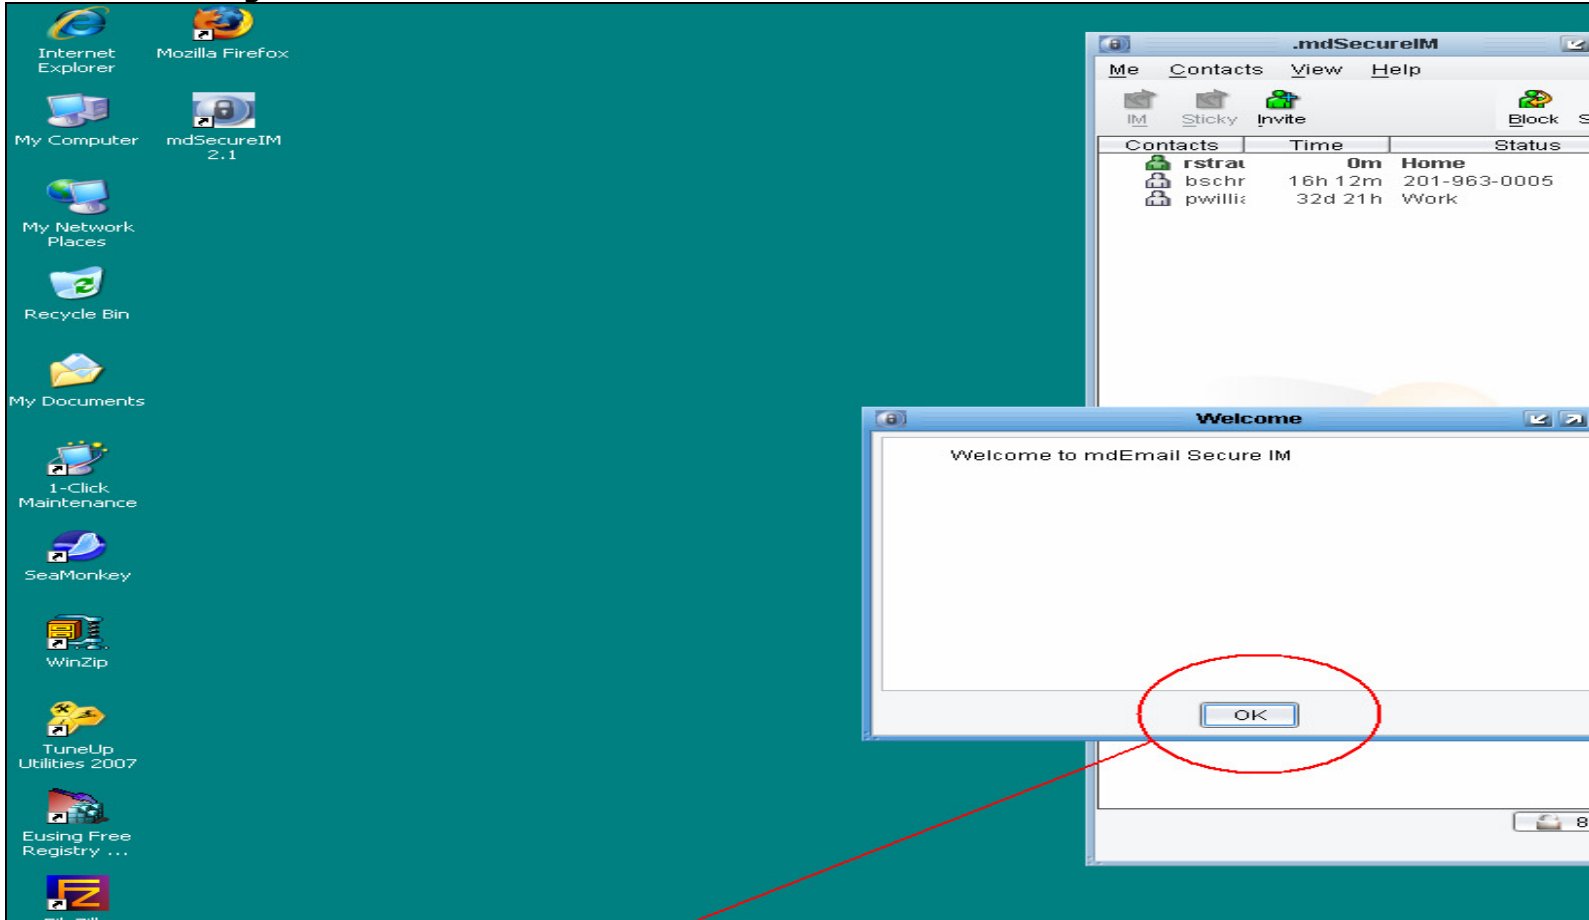 Internet
Explorer
Mozilla Firefox
My Computer
mdSecureIM
2.1
My Network
Places
Recycle Bin
My Documents
1-Click
Maintenance
SeaMonkey
WinZip
TuneUp
Utilities 2007
Eusing Free
Registry ...
.mdSecureIM
Me Contacts View Help
IM Sticky Invite Block S
Contacts Time Status
rstrau 0m Home
bschr 16h 12m 201-963-0005
pwillia 32d 21h Work
Welcome
Welcome to mdEmail Secure IM
OK
8